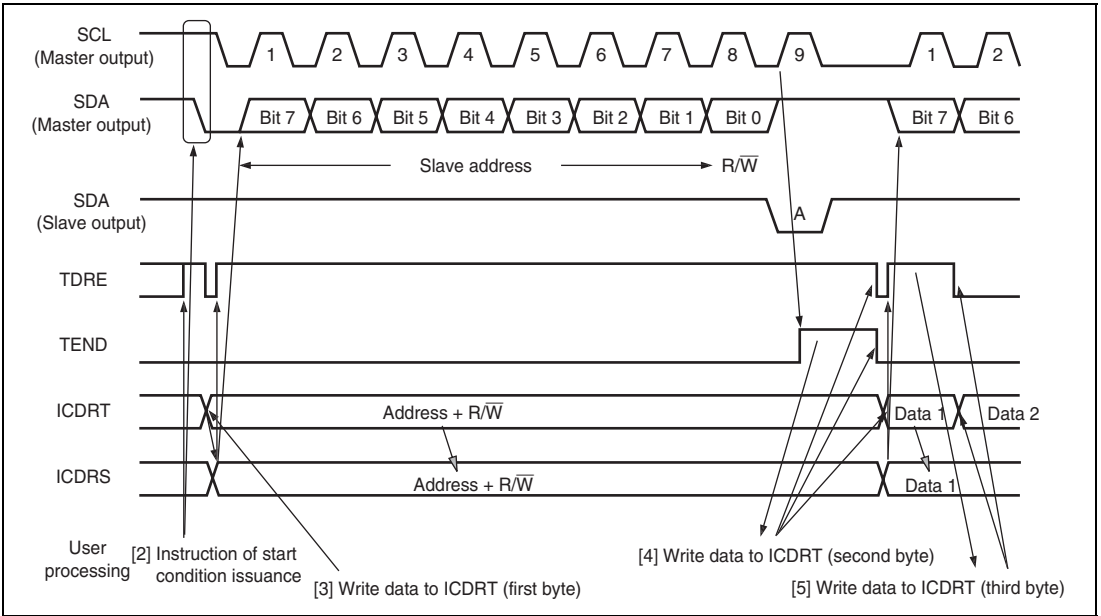 SCL
(Master output)
1 2 3 4 5 6 7 8 9 1 2
SDA
(Master output)
Bit 7 Bit 6 Bit 5 Bit 4 Bit 3 Bit 2 Bit 1 Bit 0 Bit 7 Bit 6
Slave address R/W̅
SDA
(Slave output)
A
TDRE
TEND
ICDRT
Address + R/W̅ Data 1 Data 2
ICDRS
Address + R/W̅ Data 1
User
processing
[2] Instruction of start
condition issuance
[3] Write data to ICDRT (first byte)
[4] Write data to ICDRT (second byte)
[5] Write data to ICDRT (third byte)